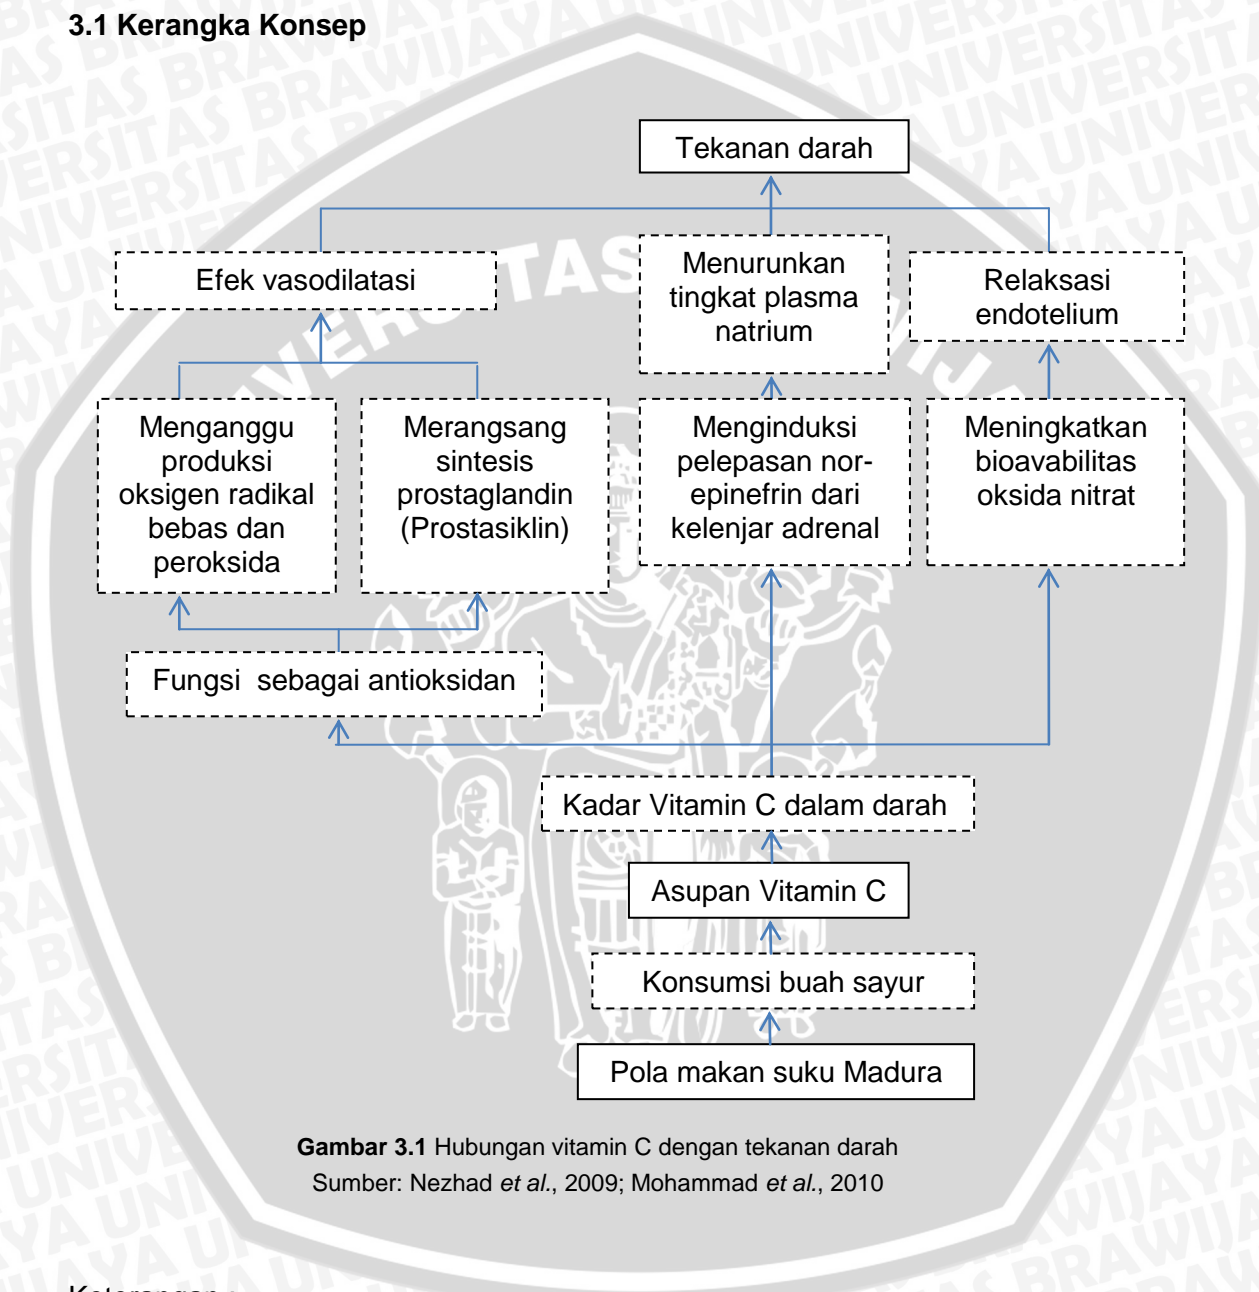 3.1 Kerangka Konsep
Tekanan darah
Efek vasodilatasi
Menurunkan
tingkat plasma
natrium
Relaksasi
endotelium
Menganggu
produksi
oksigen radikal
bebas dan
peroksida
Merangsang
sintesis
prostaglandin
(Prostasiklin)
Menginduksi
pelepasan nor-
epinefrin dari
kelenjar adrenal
Meningkatkan
bioavabilitas
oksida nitrat
Fungsi  sebagai antioksidan
Kadar Vitamin C dalam darah
Asupan Vitamin C
Konsumsi buah sayur
Pola makan suku Madura
Gambar 3.1 Hubungan vitamin C dengan tekanan darah
Sumber: Nezhad et al., 2009; Mohammad et al., 2010